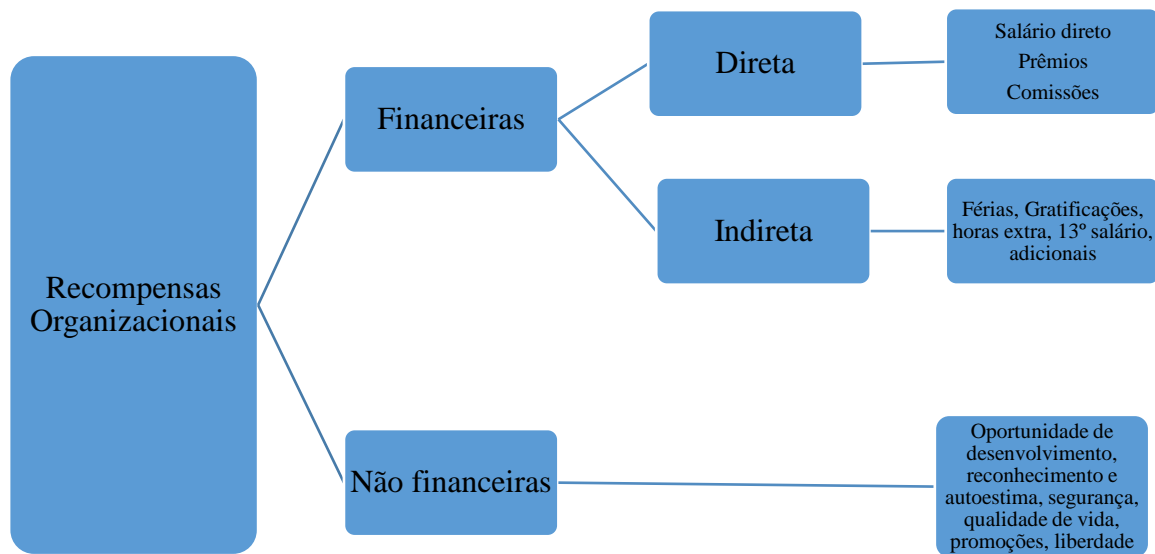 Recompensas
Organizacionais
Financeiras
Direta
Salário direto
Prêmios
Comissões
Indireta
Férias, Gratificações,
horas extra, 13º salário,
adicionais
Não financeiras
Oportunidade de
desenvolvimento,
reconhecimento e
autoestima, segurança,
qualidade de vida,
promoções, liberdade